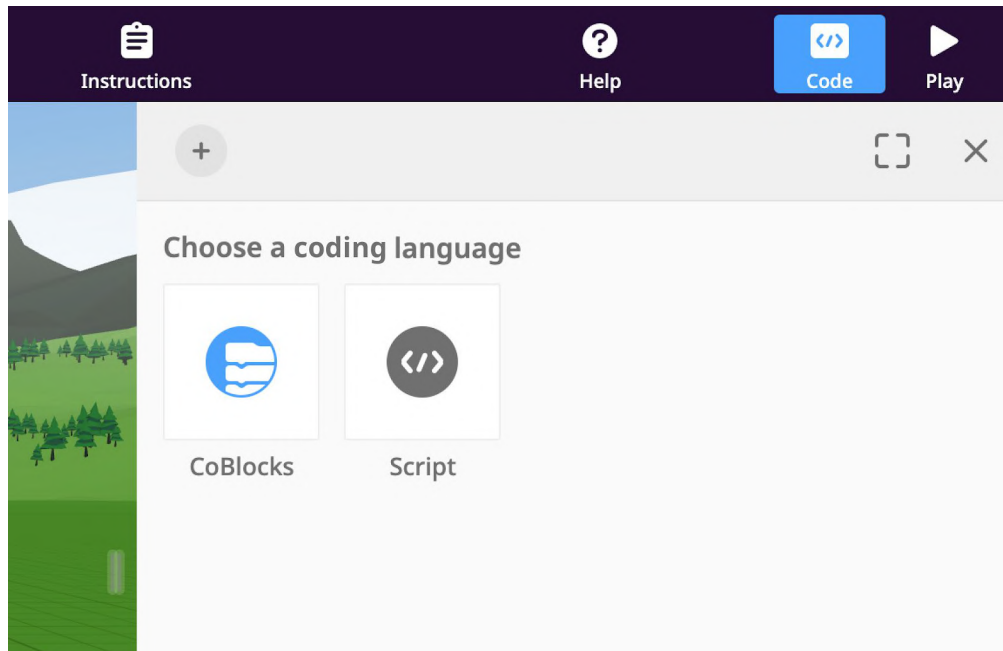 Instructions
Help
Code
Play
Choose a coding language
CoBlocks
Script